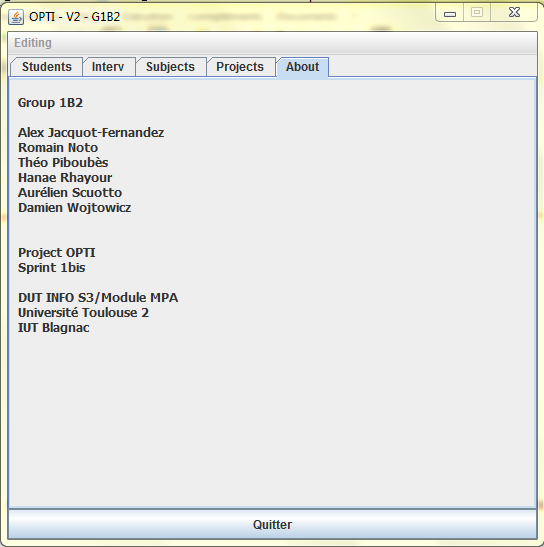 OPTI - V2 - G1B2
Editing
Students Interv Subjects Projects About
Group 1B2
Alex Jacquot-Fernandez
Romain Noto
Théo Piboubès
Hanae Rhayour
Aurélien Scuotto
Damien Wojtowicz
Project OPTI
Sprint 1bis
DUT INFO S3/Module MPA
Université Toulouse 2
IUT Blagnac
Quitter